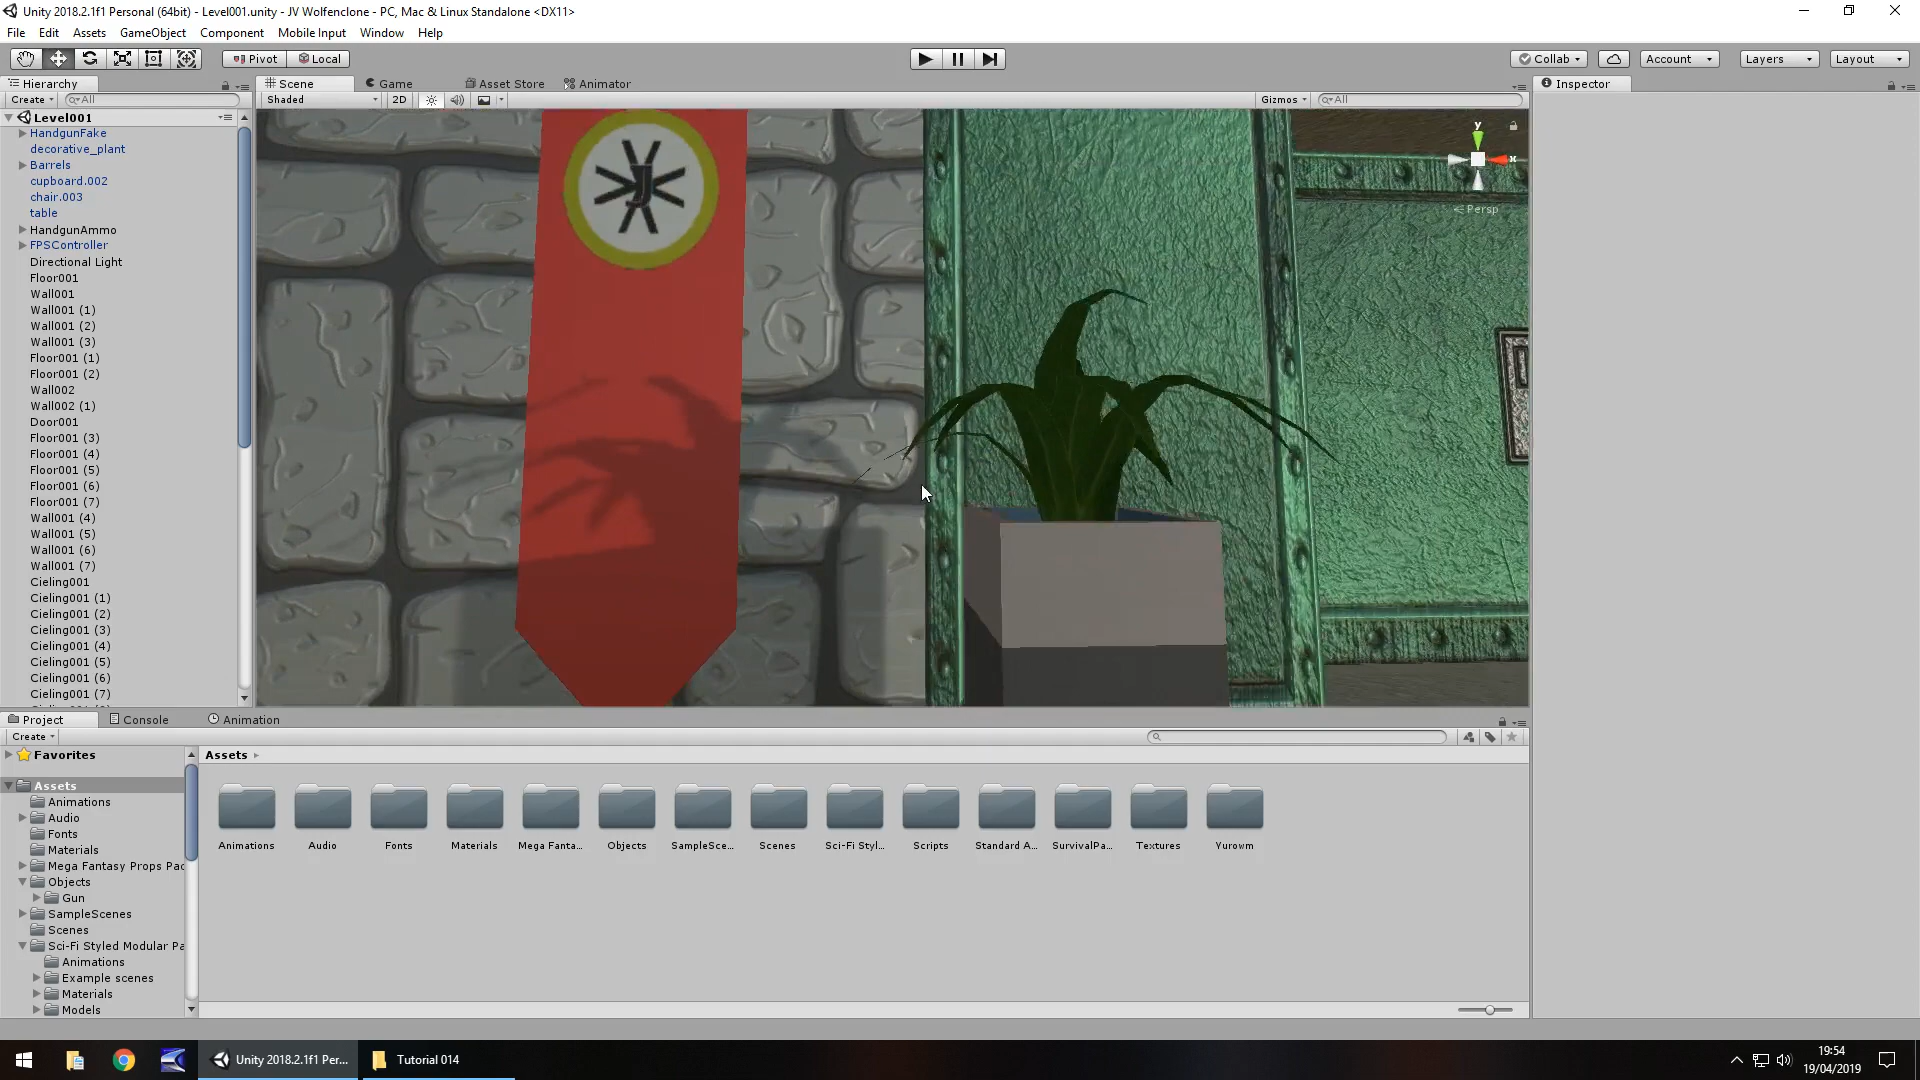 Unity 2018.2.1f1 Personal (64bit) - Level001.unity - JV Wolfenclone - PC, Mac & Linux Standalone <DX11>
File Edit Assets GameObject Component Mobile Input Window Help
Pivot Local Collab Account Layers Layout
Hierarchy Scene Game Asset Store Animator Inspector
Create All Shaded 2D Gizmos All
Level001
HandgunFake
decorative_plant
Barrels
cupboard.002
chair.003
table
HandgunAmmo
FPSController
Directional Light
Floor001
Wall001
Wall001 (1)
Wall001 (2)
Wall001 (3)
Floor001 (1)
Floor001 (2)
Wall002
Wall002 (1)
Door001
Floor001 (3)
Floor001 (4)
Floor001 (5)
Floor001 (6)
Floor001 (7)
Wall001 (4)
Wall001 (5)
Wall001 (6)
Wall001 (7)
Cieling001
Cieling001 (1)
Cieling001 (2)
Cieling001 (3)
Cieling001 (4)
Cieling001 (5)
Cieling001 (6)
Cieling001 (7)
y
x
Persp
J
Project Console Animation
Create
Favorites
Assets
Animations
Audio
Fonts
Materials
Mega Fantasy Props Pac
Objects
Gun
SampleScenes
Scenes
Sci-Fi Styled Modular Pa
Animations
Example scenes
Materials
Models
Assets
Animations Audio Fonts Materials Mega Fanta... Objects SampleSce... Scenes Sci-Fi Styl... Scripts Standard A... SurvivalPa... Textures Yurowm
Unity 2018.2.1f1 Per... Tutorial 014
19:54
19/04/2019